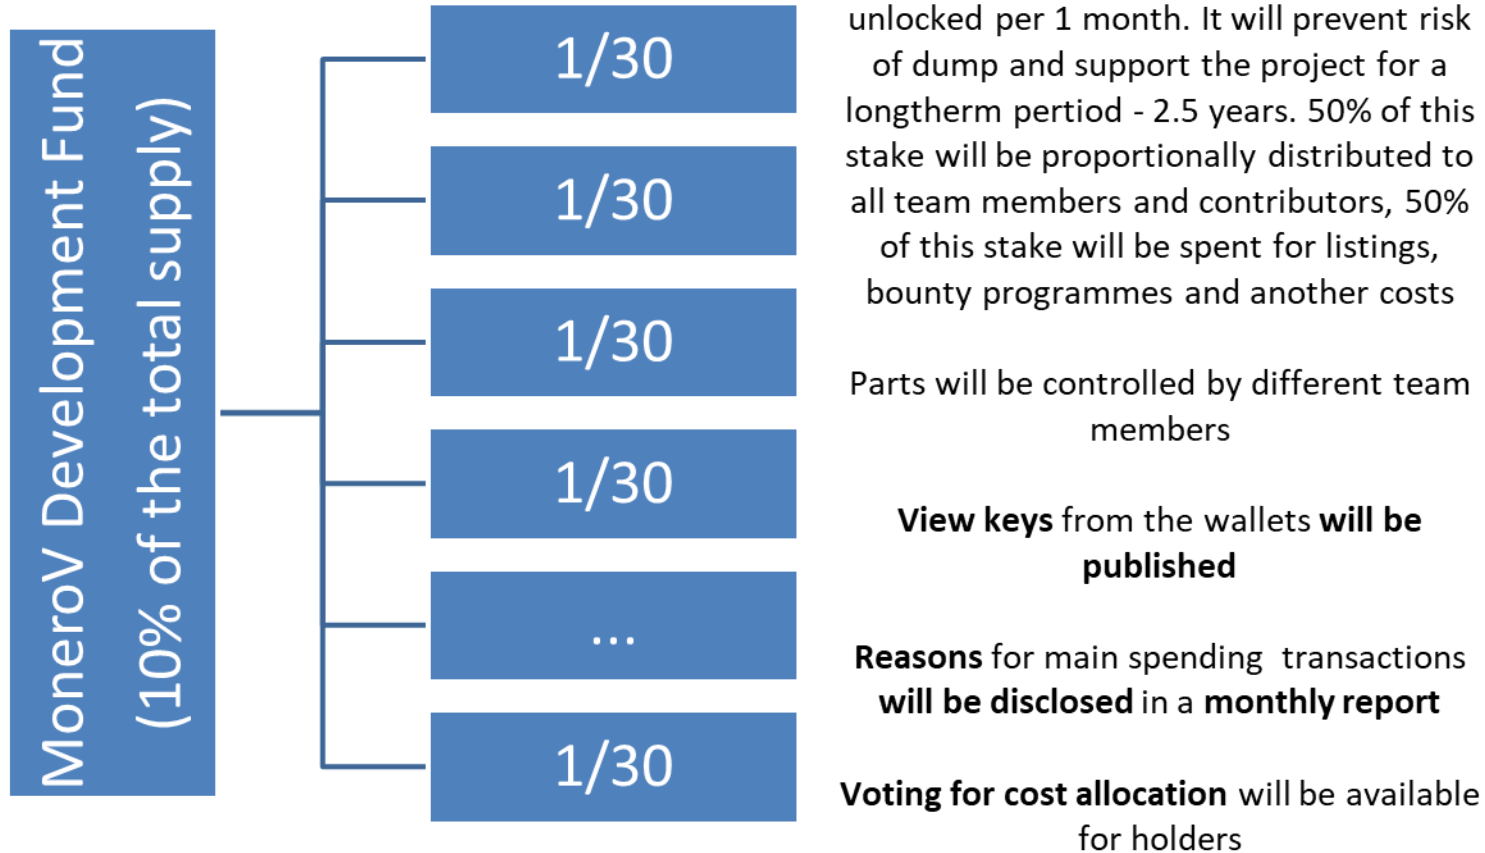 MoneroV Development Fund
(10% of the total supply)
1/30
1/30
1/30
1/30
...
1/30
unlocked per 1 month. It will prevent risk
of dump and support the project for a
longtherm pertiod - 2.5 years. 50% of this
stake will be proportionally distributed to
all team members and contributors, 50%
of this stake will be spent for listings,
bounty programmes and another costs
Parts will be controlled by different team
members
View keys from the wallets will be
published
Reasons for main spending transactions
will be disclosed in a monthly report
Voting for cost allocation will be available
for holders